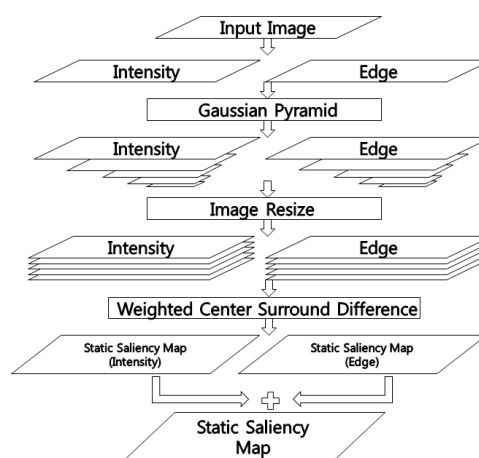 Input Image
Intensity
Edge
Gaussian Pyramid
Intensity
Edge
Image Resize
Intensity
Edge
Weighted Center Surround Difference
Static Saliency Map
(Intensity)
Static Saliency Map
(Edge)
Static Saliency
Map